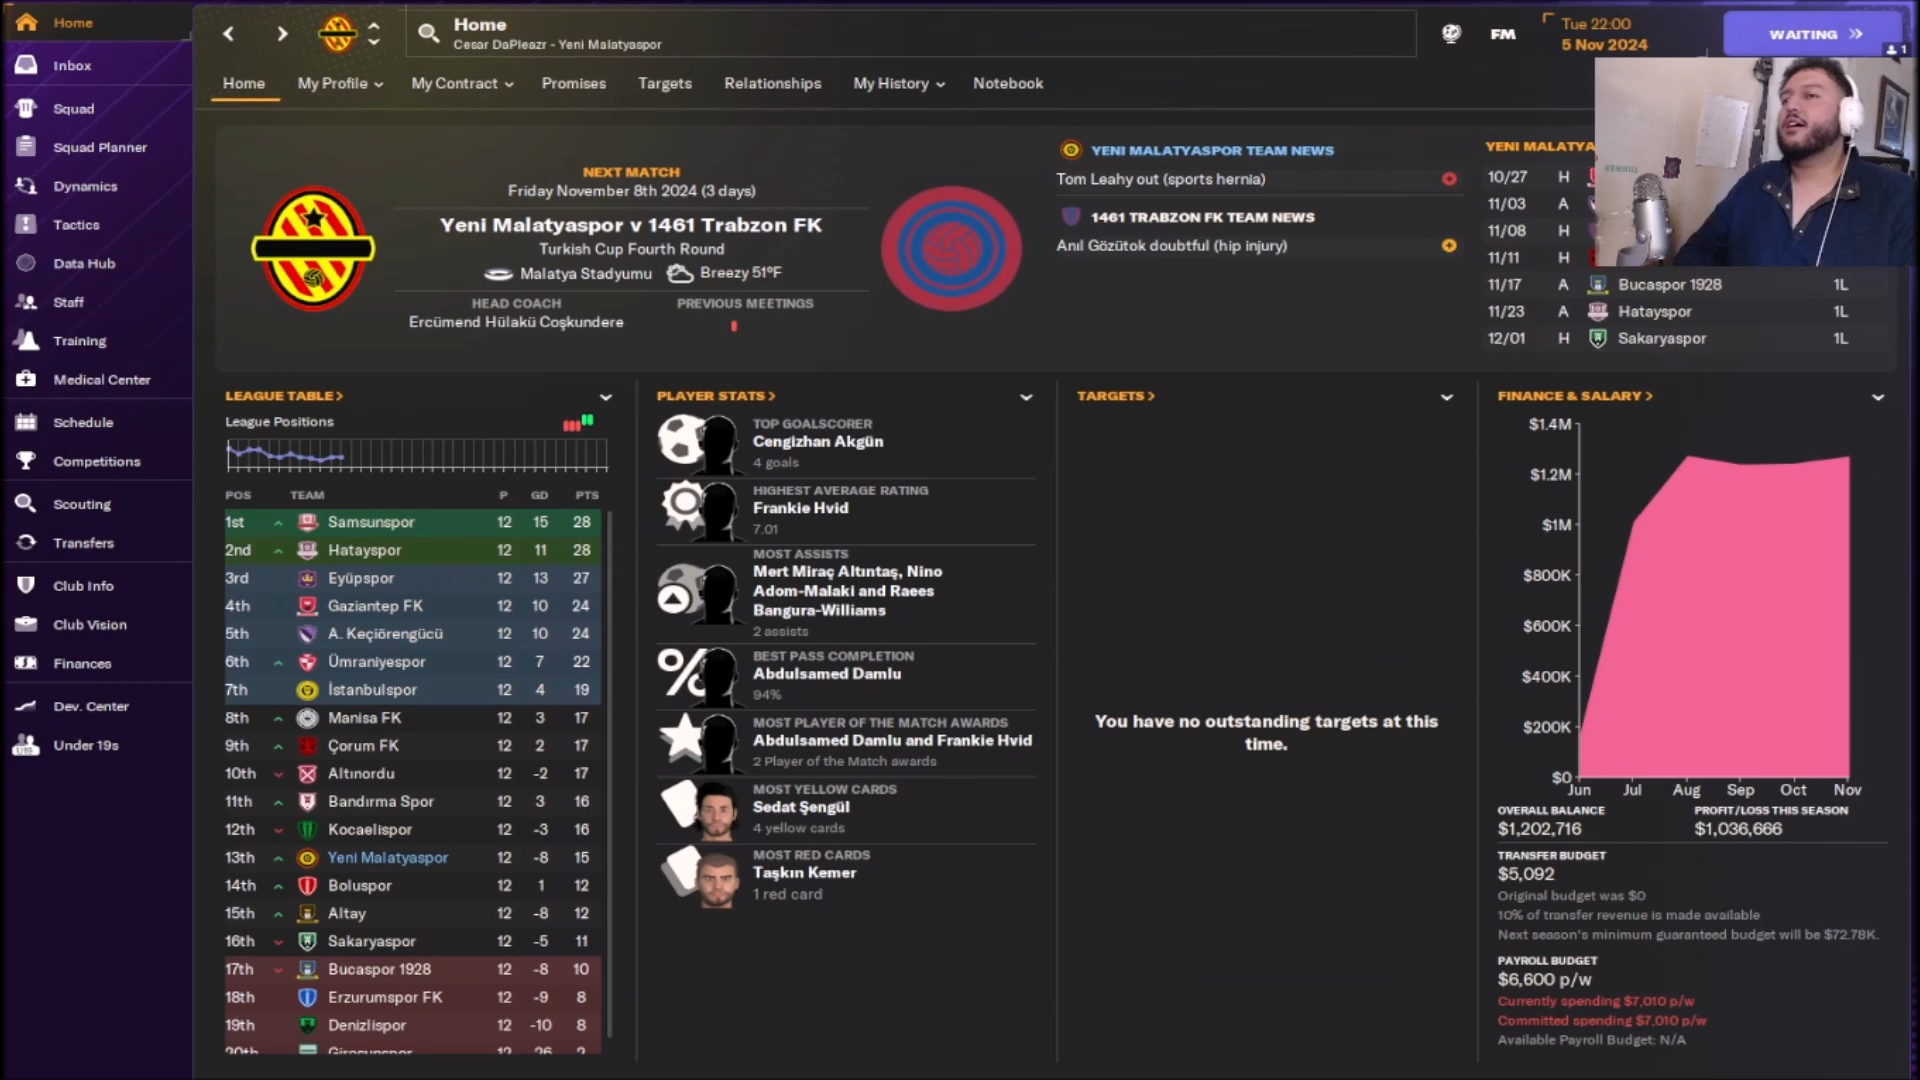 Home
Inbox
Squad
Squad Planner
Dynamics
Tactics
Data Hub
Staff
Training
Medical Center
Schedule
Competitions
Scouting
Transfers
Club Info
Club Vision
Finances
Dev. Center
Under 19s
Home
Cesar DaPleazr - Yeni Malatyaspor
FM
Tue 22:00
5 Nov 2024
WAITING
1
Home My Profile My Contract Promises Targets Relationships My History Notebook
NEXT MATCH
Friday November 8th 2024 (3 days)
Yeni Malatyaspor v 1461 Trabzon FK
Turkish Cup Fourth Round
Malatya Stadyumu Breezy 51°F
HEAD COACH
Ercümend Hülakü Coşkundere
PREVIOUS MEETINGS
YENI MALATYASPOR TEAM NEWS
Tom Leahy out (sports hernia)
1461 TRABZON FK TEAM NEWS
Anıl Gözütok doubtful (hip injury)
YENI MALATYA
10/27 H
11/03 A
11/08 H
11/11 H
11/17 A Bucaspor 1928 1L
11/23 A Hatayspor 1L
12/01 H Sakaryaspor 1L
LEAGUE TABLE >
League Positions
POS TEAM P GD PTS
1st Samsunspor 12 15 28
2nd Hatayspor 12 11 28
3rd Eyüpspor 12 13 27
4th Gaziantep FK 12 10 24
5th A. Keçiörengücü 12 10 24
6th Ümraniyespor 12 7 22
7th İstanbulspor 12 4 19
8th Manisa FK 12 3 17
9th Çorum FK 12 2 17
10th Altınordu 12 -2 17
11th Bandırma Spor 12 3 16
12th Kocaelispor 12 -3 16
13th Yeni Malatyaspor 12 -8 15
14th Boluspor 12 1 12
15th Altay 12 -8 12
16th Sakaryaspor 12 -5 11
17th Bucaspor 1928 12 -8 10
18th Erzurumspor FK 12 -9 8
19th Denizlispor 12 -10 8
20th Giresunspor 12 -26 2
PLAYER STATS >
TOP GOALSCORER
Cengizhan Akgün
4 goals
HIGHEST AVERAGE RATING
Frankie Hvid
7.01
MOST ASSISTS
Mert Miraç Altıntaş, Nino
Adom-Malaki and Raees
Bangura-Williams
2 assists
BEST PASS COMPLETION
Abdulsamed Damlu
94%
MOST PLAYER OF THE MATCH AWARDS
Abdulsamed Damlu and Frankie Hvid
2 Player of the Match awards
MOST YELLOW CARDS
Sedat Şengül
4 yellow cards
MOST RED CARDS
Taşkın Kemer
1 red card
TARGETS >
You have no outstanding targets at this
time.
FINANCE & SALARY >
$1.4M
$1.2M
$1M
$800K
$600K
$400K
$200K
$0
Jun Jul Aug Sep Oct Nov
OVERALL BALANCE
$1,202,716
PROFIT/LOSS THIS SEASON
$1,036,666
TRANSFER BUDGET
$5,092
Original budget was $0
10% of transfer revenue is made available
Next season's minimum guaranteed budget will be $72.78K.
PAYROLL BUDGET
$6,600 p/w
Currently spending $7,010 p/w
Committed spending $7,010 p/w
Available Payroll Budget: N/A